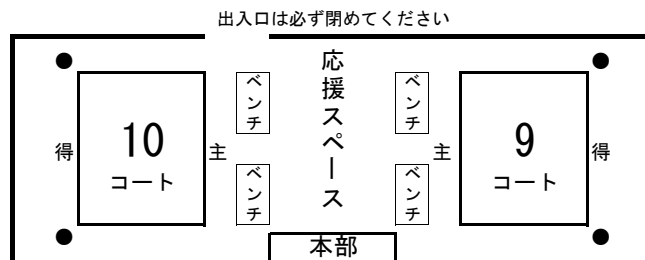 出入口は必ず閉めてください
応援スペース
ベンチ
ベンチ
10
コート
9
コート
得
主
主
得
ベンチ
ベンチ
本部